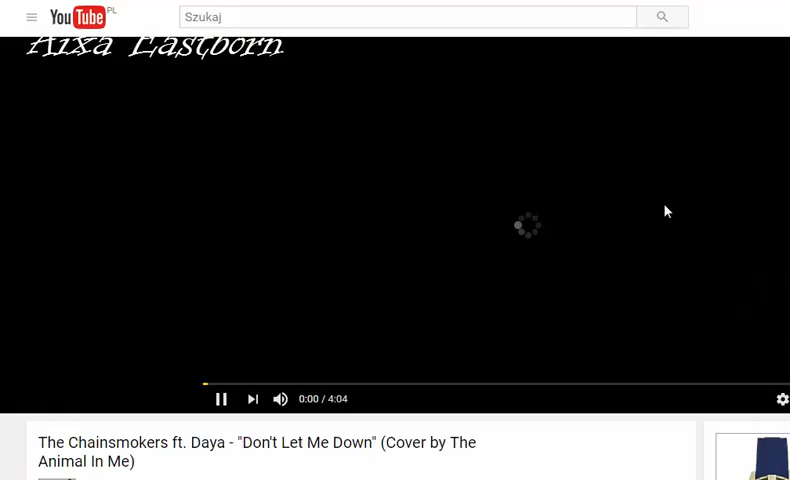 YouTube PL
Szukaj
Aixa Eastborn
0:00 / 4:04
The Chainsmokers ft. Daya - "Don't Let Me Down" (Cover by The
Animal In Me)